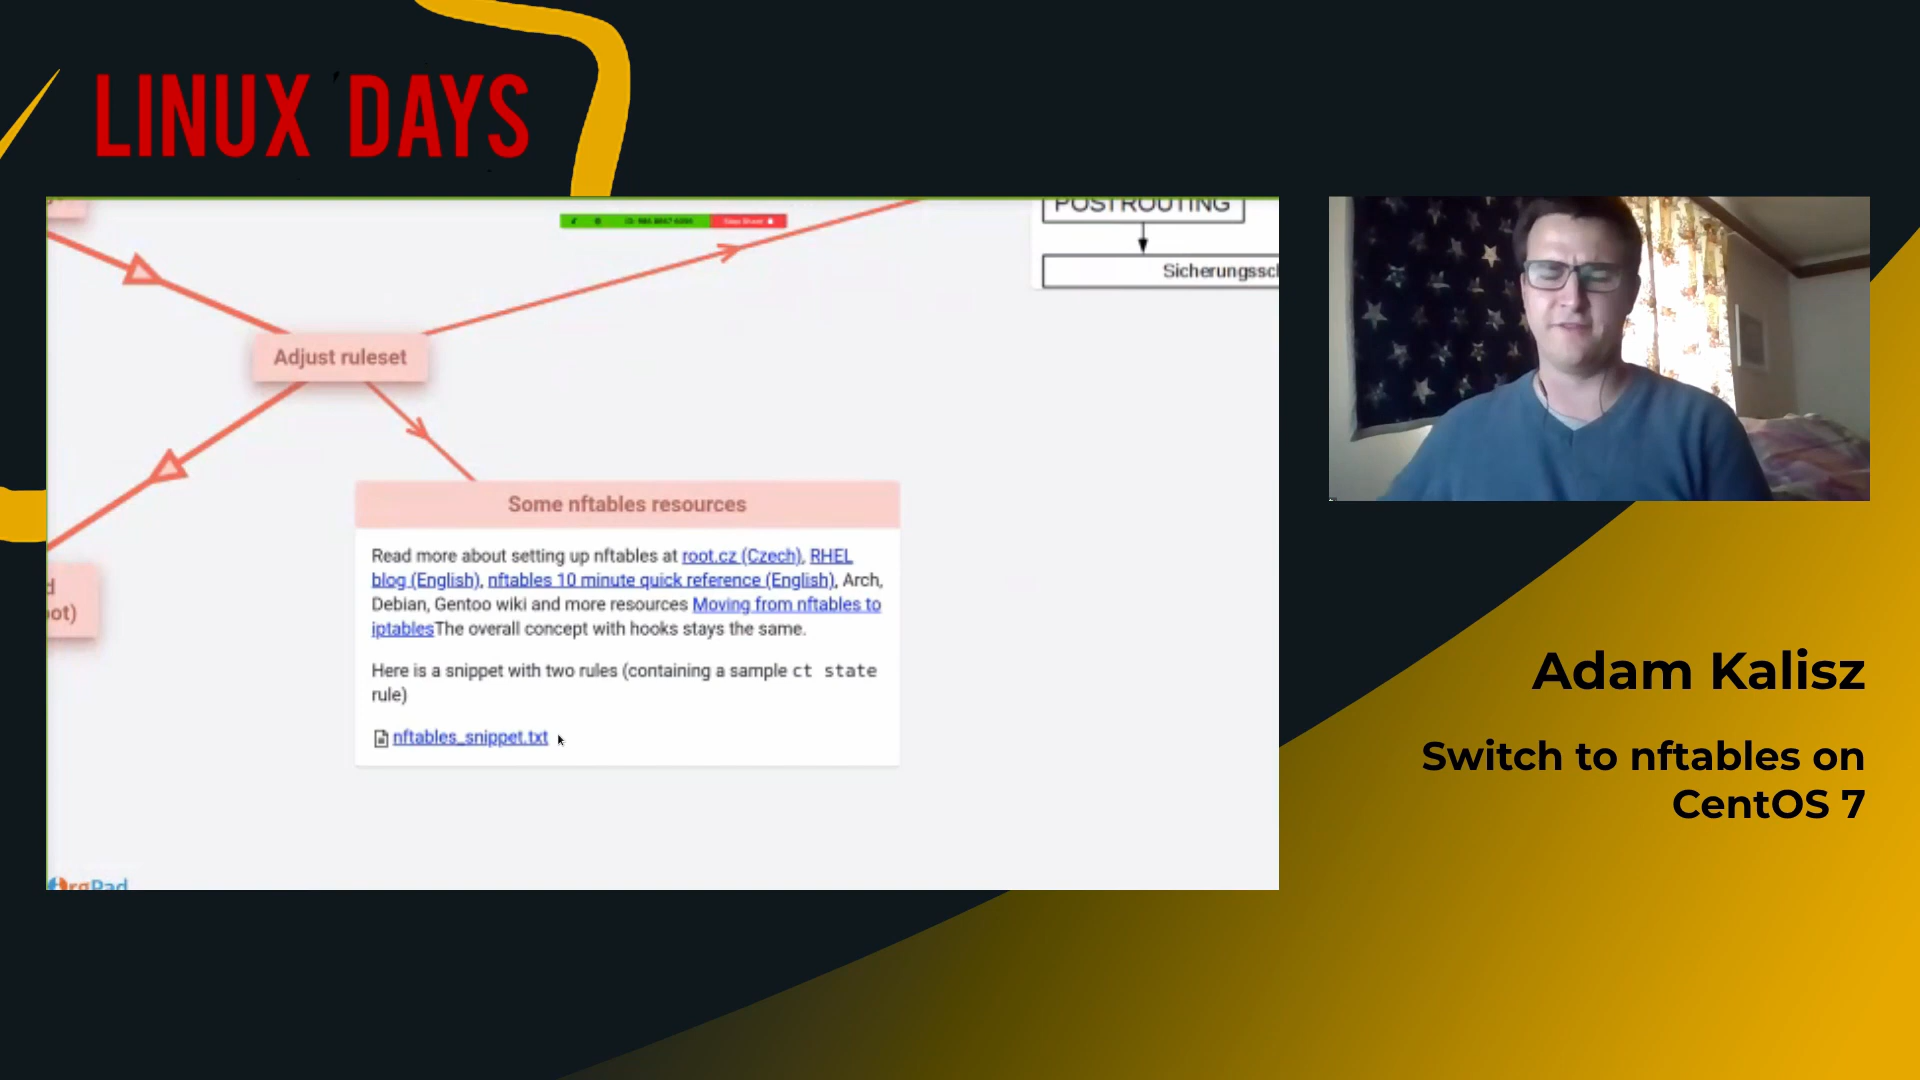 LINUX DAYS
POSTROUTING
Adjust ruleset
Some nftables resources
Read more about setting up nftables at root.cz (Czech), RHEL
blog (English), nftables 10 minute quick reference (English), Arch,
Debian, Gentoo wiki and more resources Moving from nftables to
iptablesThe overall concept with hooks stays the same.
Here is a snippet with two rules (containing a sample ct state
rule)
nftables_snippet.txt
Adam Kalisz
Switch to nftables on
CentOS 7